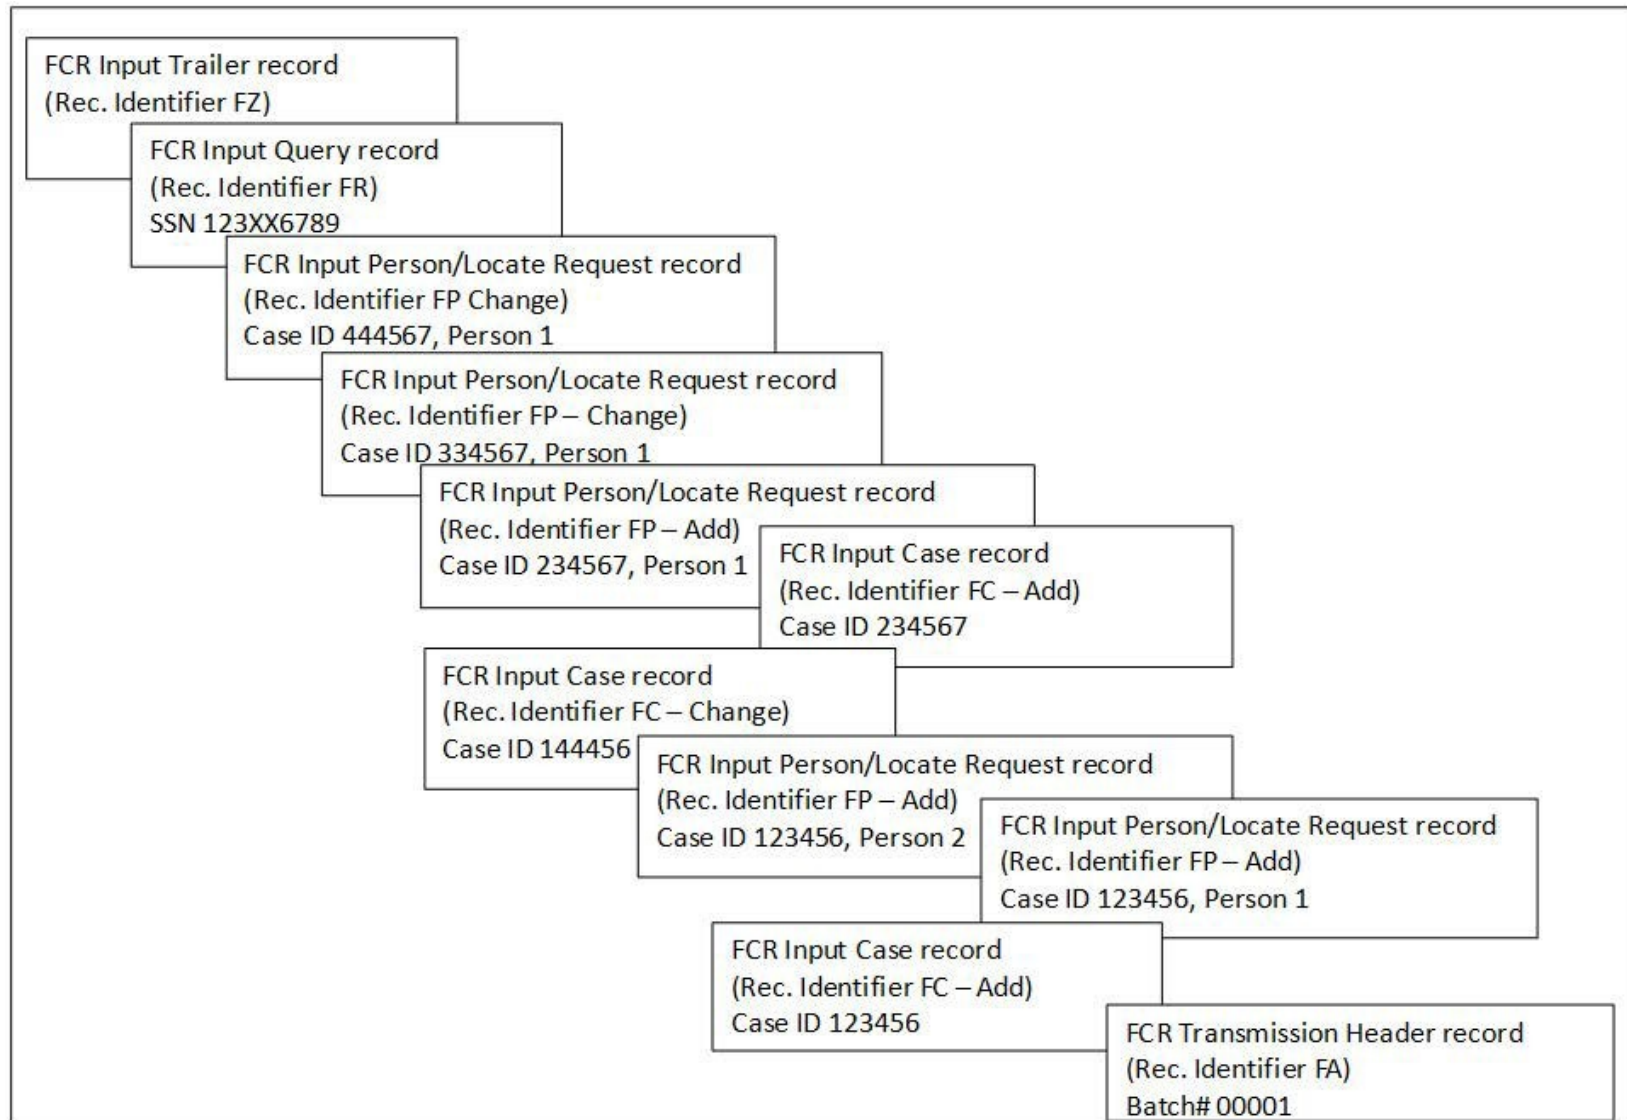 FCR Input Trailer record
(Rec. Identifier FZ)
FCR Input Query record
(Rec. Identifier FR)
SSN 123XX6789
FCR Input Person/Locate Request record
(Rec. Identifier FP Change)
Case ID 444567, Person 1
FCR Input Person/Locate Request record
(Rec. Identifier FP – Change)
Case ID 334567, Person 1
FCR Input Person/Locate Request record
(Rec. Identifier FP – Add)
Case ID 234567, Person 1
FCR Input Case record
(Rec. Identifier FC – Add)
Case ID 234567
FCR Input Case record
(Rec. Identifier FC – Change)
Case ID 144456
FCR Input Person/Locate Request record
(Rec. Identifier FP – Add)
Case ID 123456, Person 2
FCR Input Person/Locate Request record
(Rec. Identifier FP – Add)
Case ID 123456, Person 1
FCR Input Case record
(Rec. Identifier FC – Add)
Case ID 123456
FCR Transmission Header record
(Rec. Identifier FA)
Batch# 00001